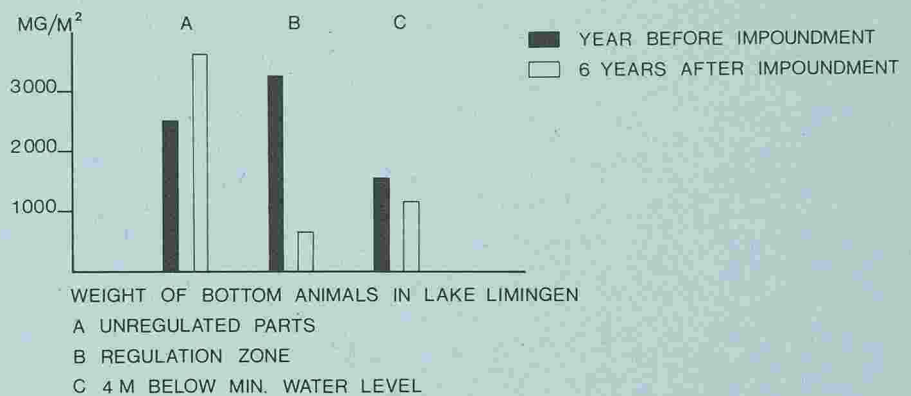 MG/M²
A B C
YEAR BEFORE IMPOUNDMENT
6 YEARS AFTER IMPOUNDMENT
3000
2000
1000
WEIGHT OF BOTTOM ANIMALS IN LAKE LIMINGEN
A UNREGULATED PARTS
B REGULATION ZONE
C 4 M BELOW MIN. WATER LEVEL